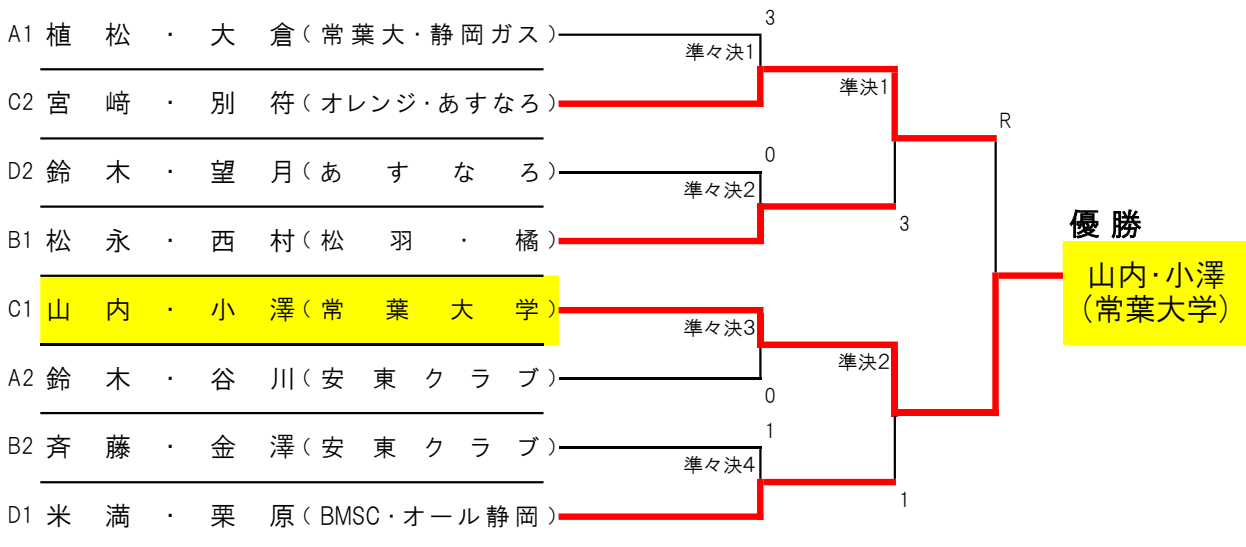 A1 植松・大倉(常葉大・静岡ガス)
3
準々決1
C2 宮﨑・別符(オレンジ・あすなろ)
準決1
R
D2 鈴木・望月(あすなろ)
0
準々決2
B1 松永・西村(松羽・橘)
3
優勝
山内・小澤
(常葉大学)
C1 山内・小澤(常葉大学)
準々決3
A2 鈴木・谷川(安東クラブ)
準決2
0
B2 斉藤・金澤(安東クラブ)
1
準々決4
D1 米満・栗原(BMSC・オール静岡)
1